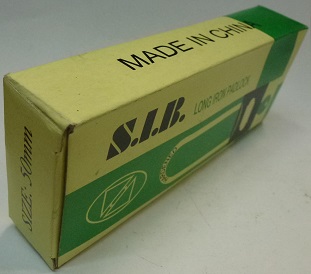 MADE IN CHINA
S.I.B.
LONG IRON PADLOCK
SIZE: 50mm